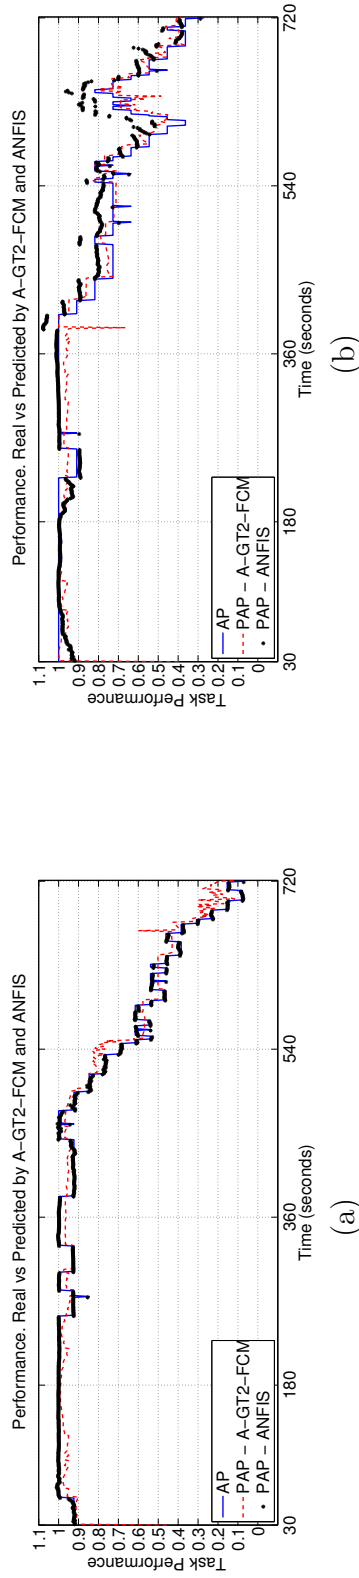 Performance. Real vs Predicted by A−GT2−FCM and ANFIS
1.1
1
0.9
0.8
0.7
0.6
0.5
0.4
0.3
0.2
0.1
0
Task Performance
AP
PAP − A−GT2−FCM
PAP − ANFIS
30
180
360
540
720
Time (seconds)
(a)
Performance. Real vs Predicted by A−GT2−FCM and ANFIS
1.1
1
0.9
0.8
0.7
0.6
0.5
0.4
0.3
0.2
0.1
0
Task Performance
AP
PAP − A−GT2−FCM
PAP − ANFIS
30
180
360
540
720
Time (seconds)
(b)